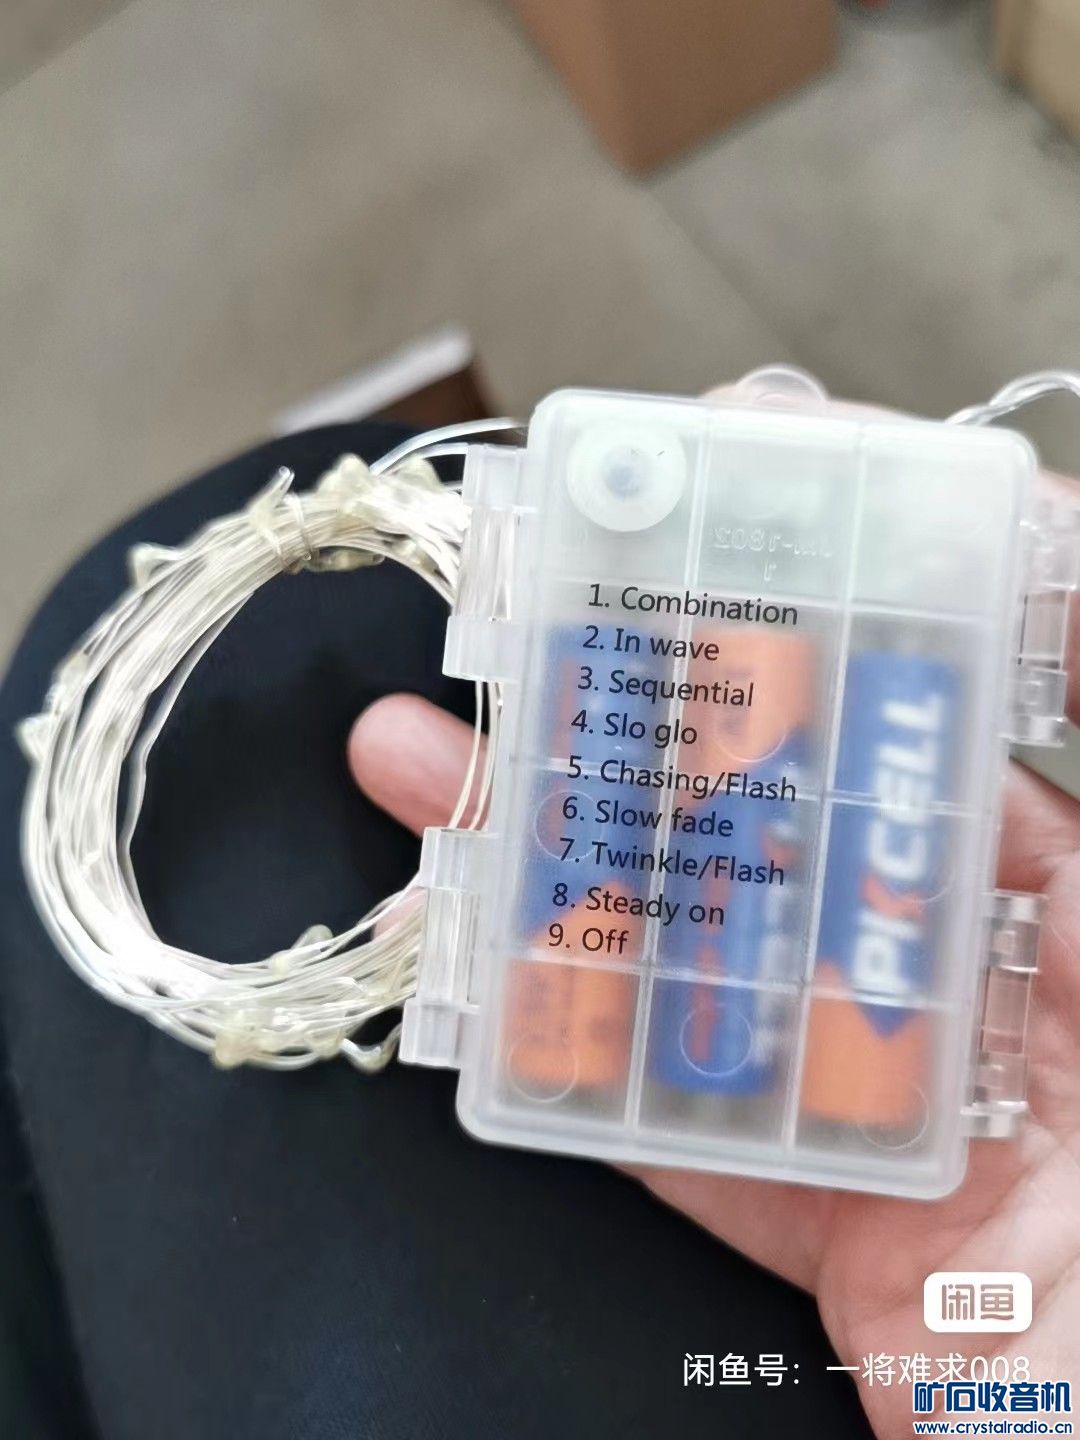 1. Combination
2. In wave
3. Sequential
4. Slo glo
5. Chasing/Flash
6. Slow fade
7. Twinkle/Flash
8. Steady on
9. Off
PKCELL
闲鱼
闲鱼号：一将难求008
矿石收音机
www.crystalradio.cn